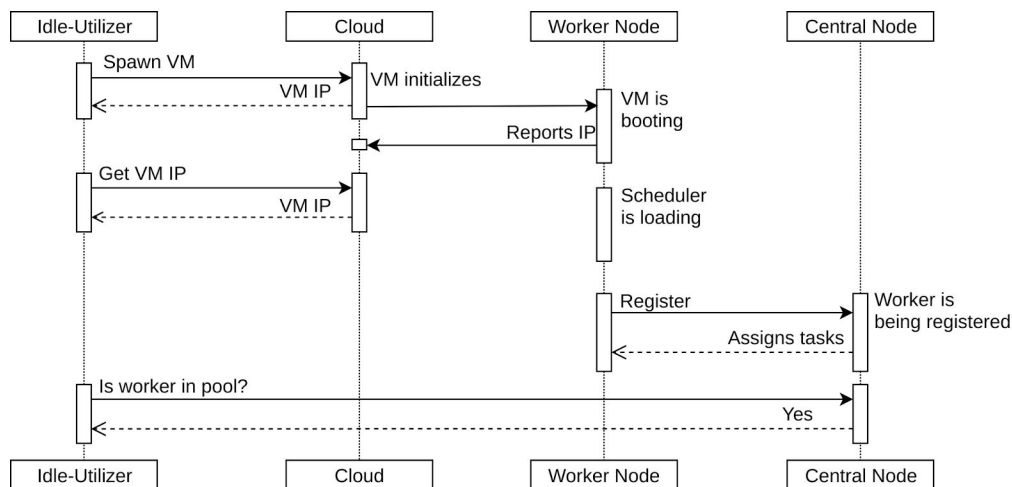 Idle-Utilizer
Cloud
Worker Node
Central Node
Spawn VM
VM initializes
VM IP
VM is
booting
Reports IP
Get VM IP
VM IP
Scheduler
is loading
Register
Worker is
being registered
Assigns tasks
Is worker in pool?
Yes
Idle-Utilizer
Cloud
Worker Node
Central Node